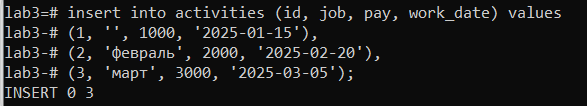 lab3=# insert into activities (id, job, pay, work_date) values
lab3-# (1, '', 1000, '2025-01-15'),
lab3-# (2, 'февраль', 2000, '2025-02-20'),
lab3-# (3, 'март', 3000, '2025-03-05');
INSERT 0 3